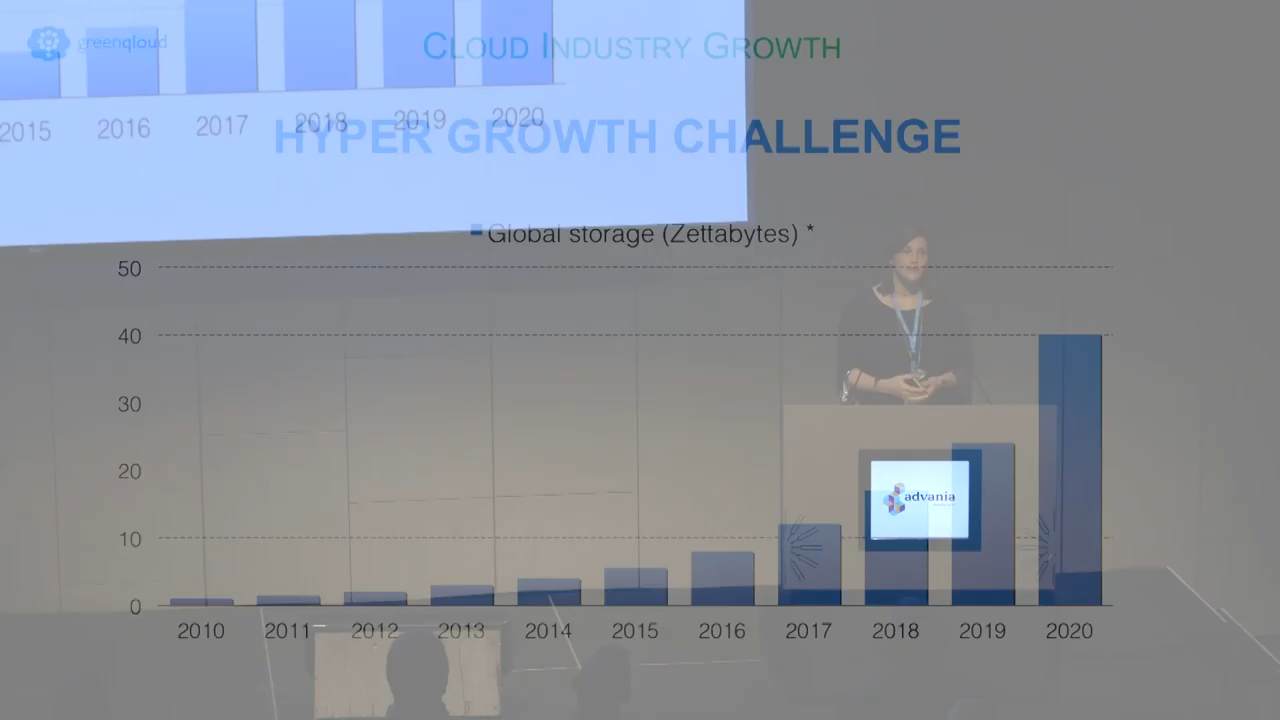 greenqloud
CLOUD INDUSTRY GROWTH
2015 2016 2017 2018 2019 2020
HYPER GROWTH CHALLENGE
Global storage (Zettabytes) *
50
40
30
20
10
0
advania
2010 2011 2012 2013 2014 2015 2016 2017 2018 2019 2020